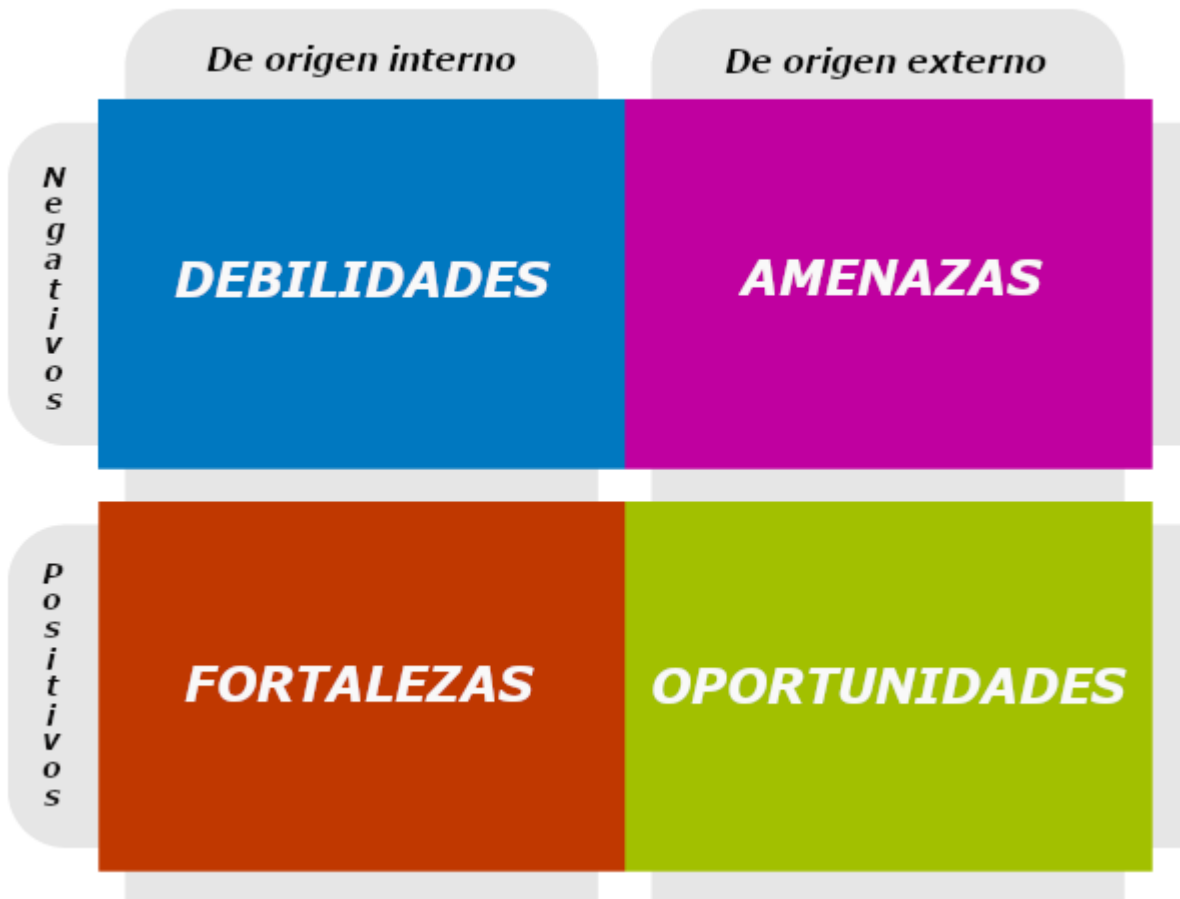 De origen interno
De origen externo
Negativos
DEBILIDADES
AMENAZAS
Positivos
FORTALEZAS
OPORTUNIDADES